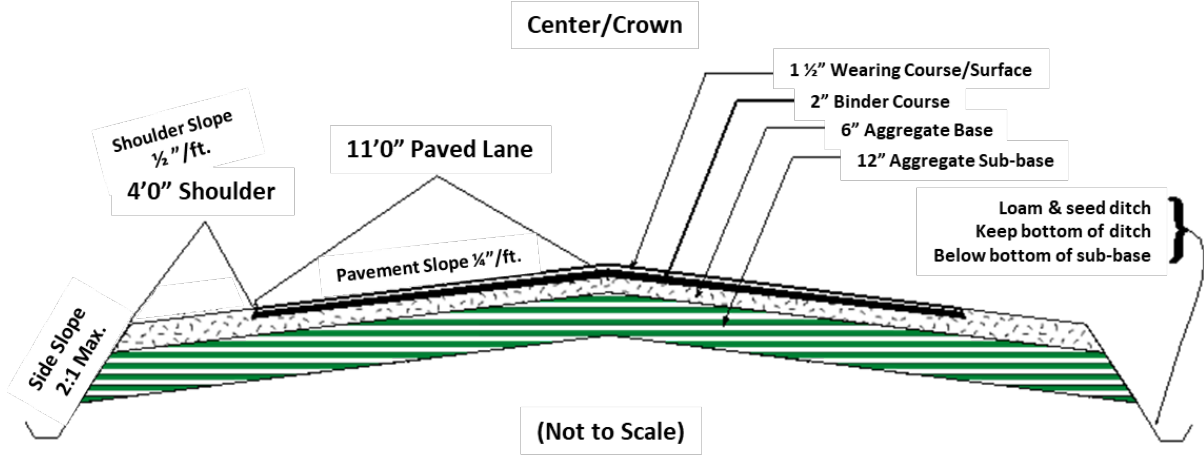 Center/Crown
1 ½” Wearing Course/Surface
2” Binder Course
6” Aggregate Base
12” Aggregate Sub-base
Shoulder Slope
½ ”/ft.
4’0” Shoulder
11’0” Paved Lane
Loam & seed ditch
Keep bottom of ditch
Below bottom of sub-base
Pavement Slope ¼”/ft.
Side Slope
2:1 Max.
(Not to Scale)